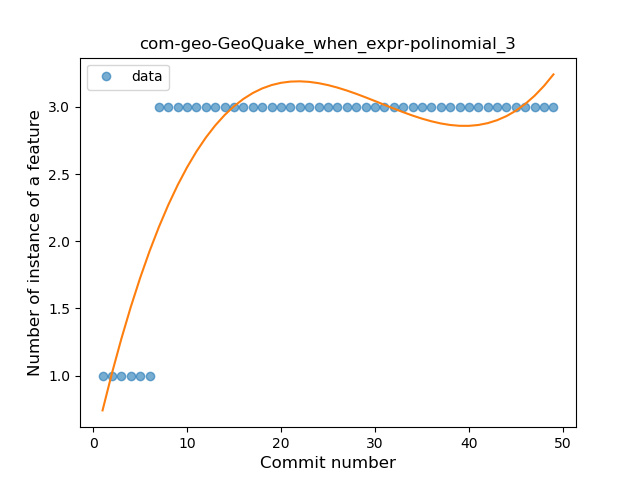 com-geo-GeoQuake_when_expr-polinomial_3
data
Number of instance of a feature
3.0
2.5
2.0
1.5
1.0
0 10 20 30 40 50
Commit number